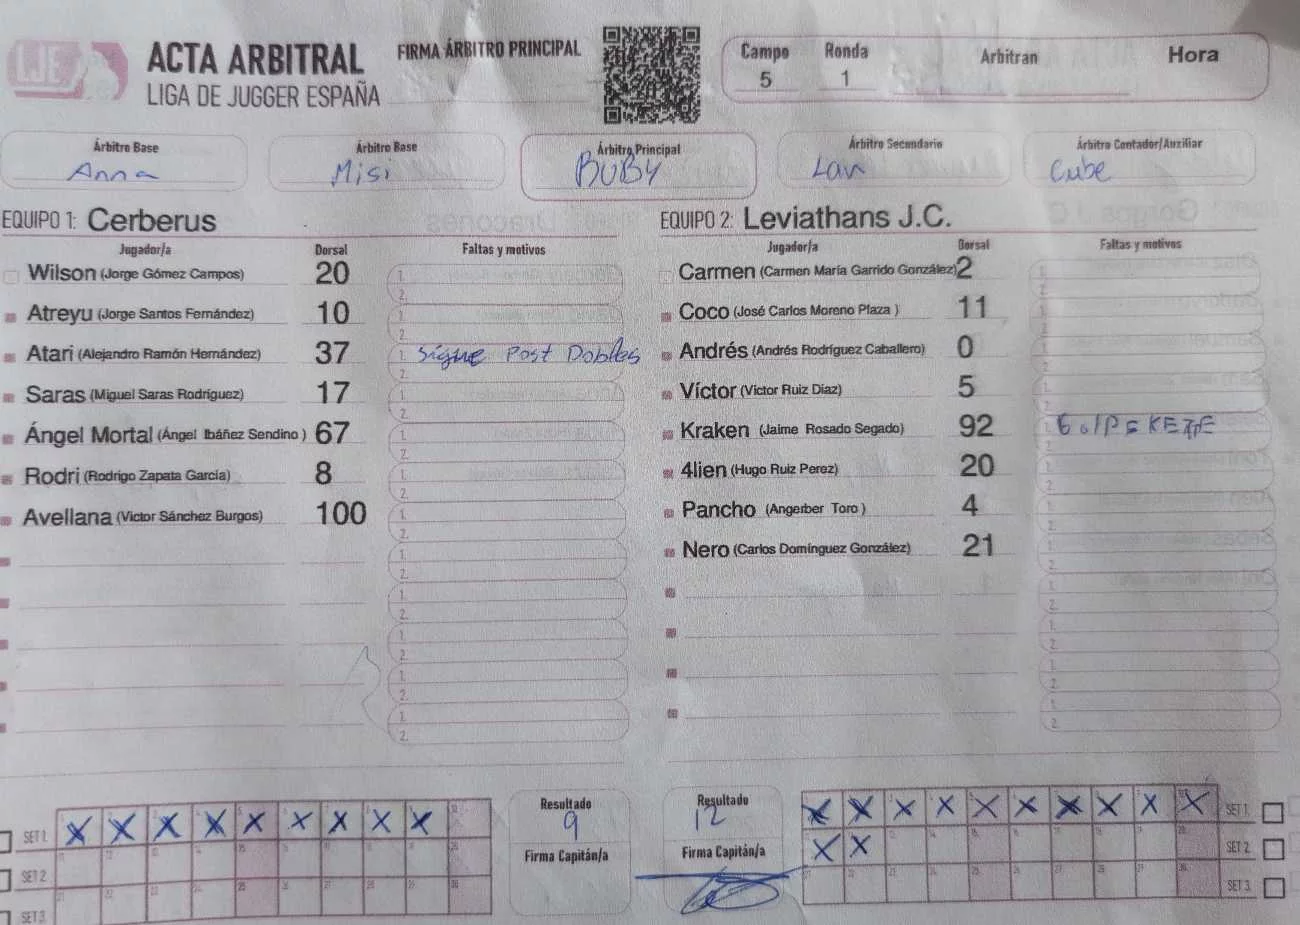 LJE ACTA ARBITRAL
LIGA DE JUGGER ESPAÑA
FIRMA ÁRBITRO PRINCIPAL
Campo Ronda Arbitran Hora
5 1
Árbitro Base Árbitro Base Árbitro Principal Árbitro Secundario Árbitro Contador/Auxiliar
Anna Misi BUBY Lan Cube
EQUIPO 1: Cerberus
Jugador/a Dorsal Faltas y motivos
Wilson (Jorge Gómez Campos) 20
Atreyu (Jorge Santos Fernández) 10
Atari (Alejandro Ramón Hernández) 37 1. Sigue Post Dobles
Saras (Miguel Saras Rodríguez) 17
Ángel Mortal (Ángel Ibáñez Sendino ) 67
Rodri (Rodrigo Zapata García) 8
Avellana (Victor Sánchez Burgos) 100
EQUIPO 2: Leviathans J.C.
Jugador/a Dorsal Faltas y motivos
Carmen (Carmen María Garrido González) 2
Coco (José Carlos Moreno Plaza ) 11
Andrés (Andrés Rodríguez Caballero) 0
Víctor (Victor Ruiz Díaz) 5
Kraken (Jaime Rosado Segado) 92
4lien (Hugo Ruiz Perez) 20
Pancho (Angerber Toro ) 4
Nero (Carlos Domínguez González) 21
SET 1.
SET 2.
SET 3.
Resultado
9
Firma Capitán/a
Resultado
12
Firma Capitán/a
SET 1.
SET 2.
SET 3.